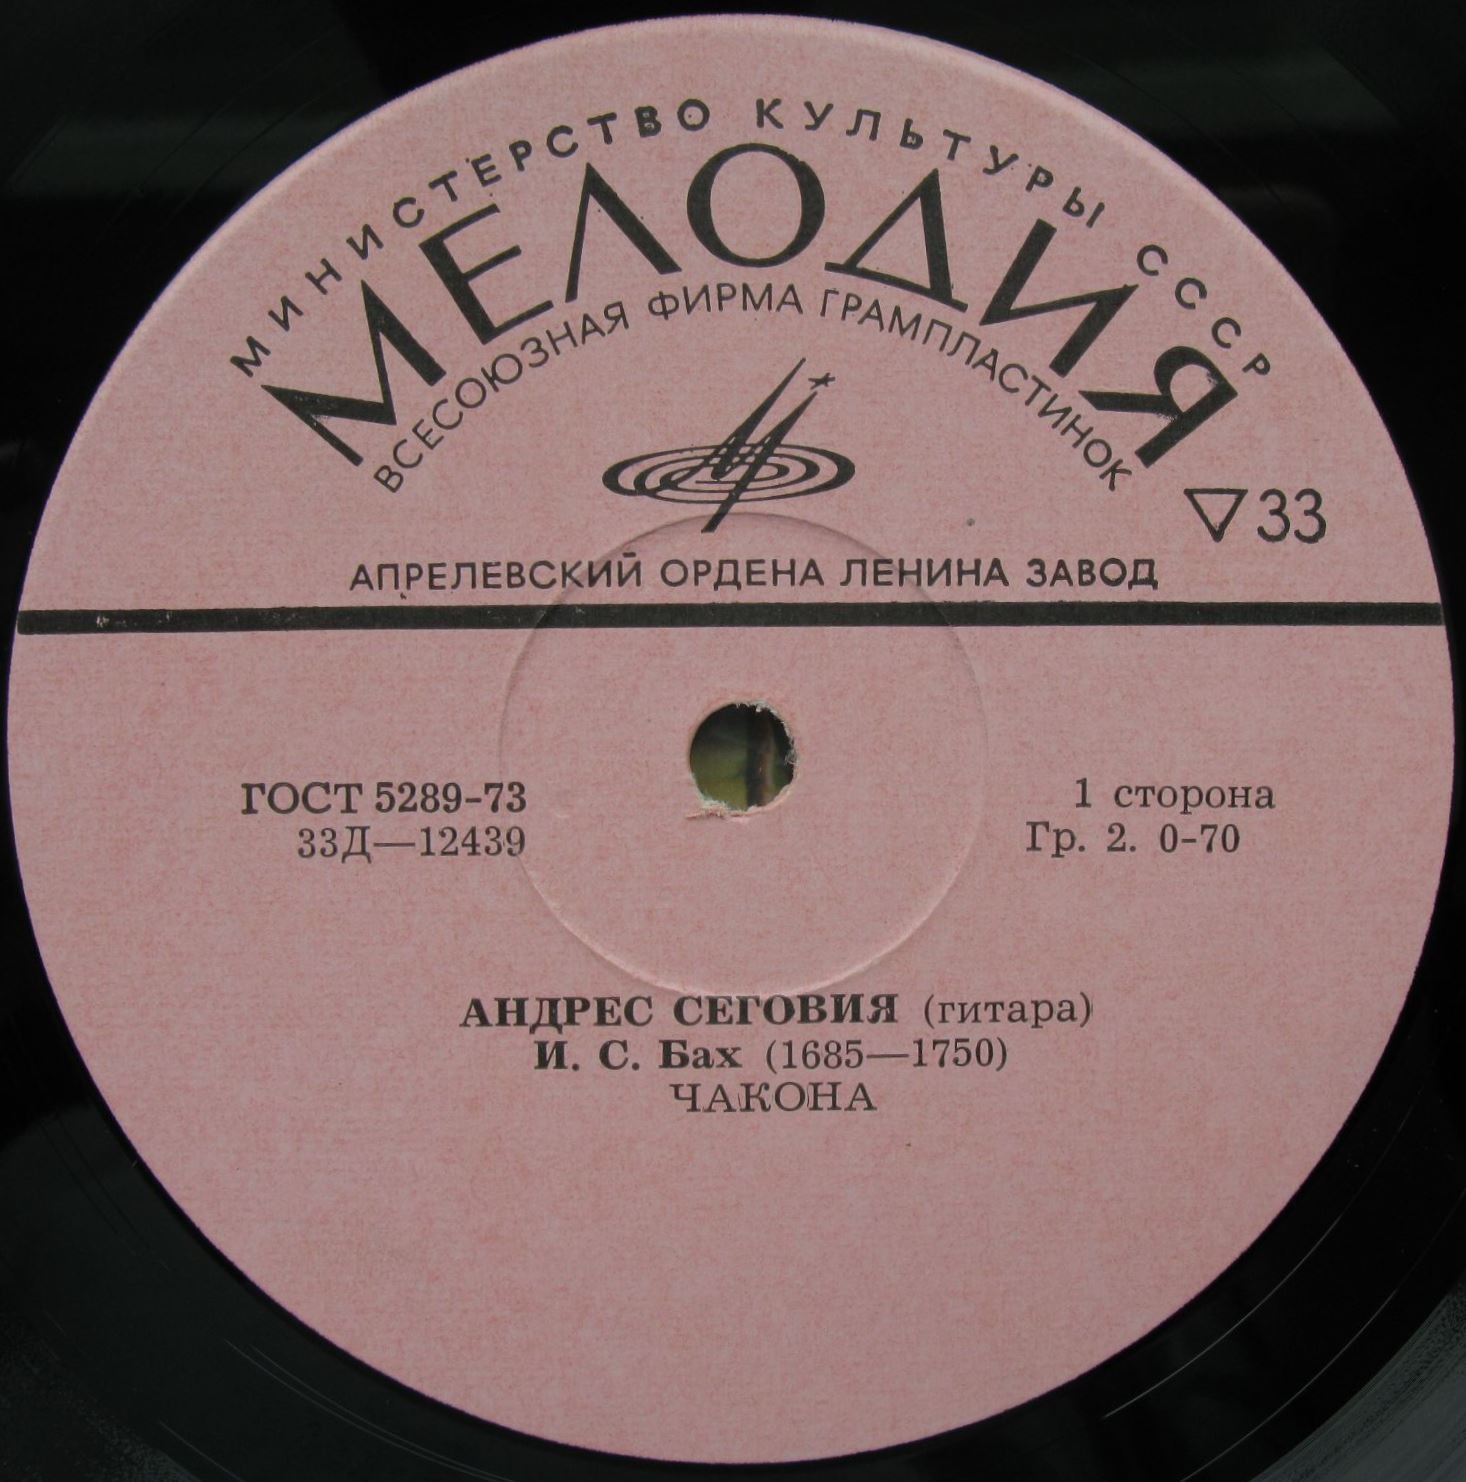 МИНИСТЕРСТВО КУЛЬТУРЫ СССР
МЕЛОДИЯ
ВСЕСОЮЗНАЯ ФИРМА ГРАМПЛАСТИНОК
33
АПРЕЛЕВСКИЙ ОРДЕНА ЛЕНИНА ЗАВОД
ГОСТ 5289-73
33Д—12439
1 сторона
Гр. 2. 0-70
АНДРЕС СЕГОВИЯ (гитара)
И. С. Бах (1685—1750)
ЧАКОНА